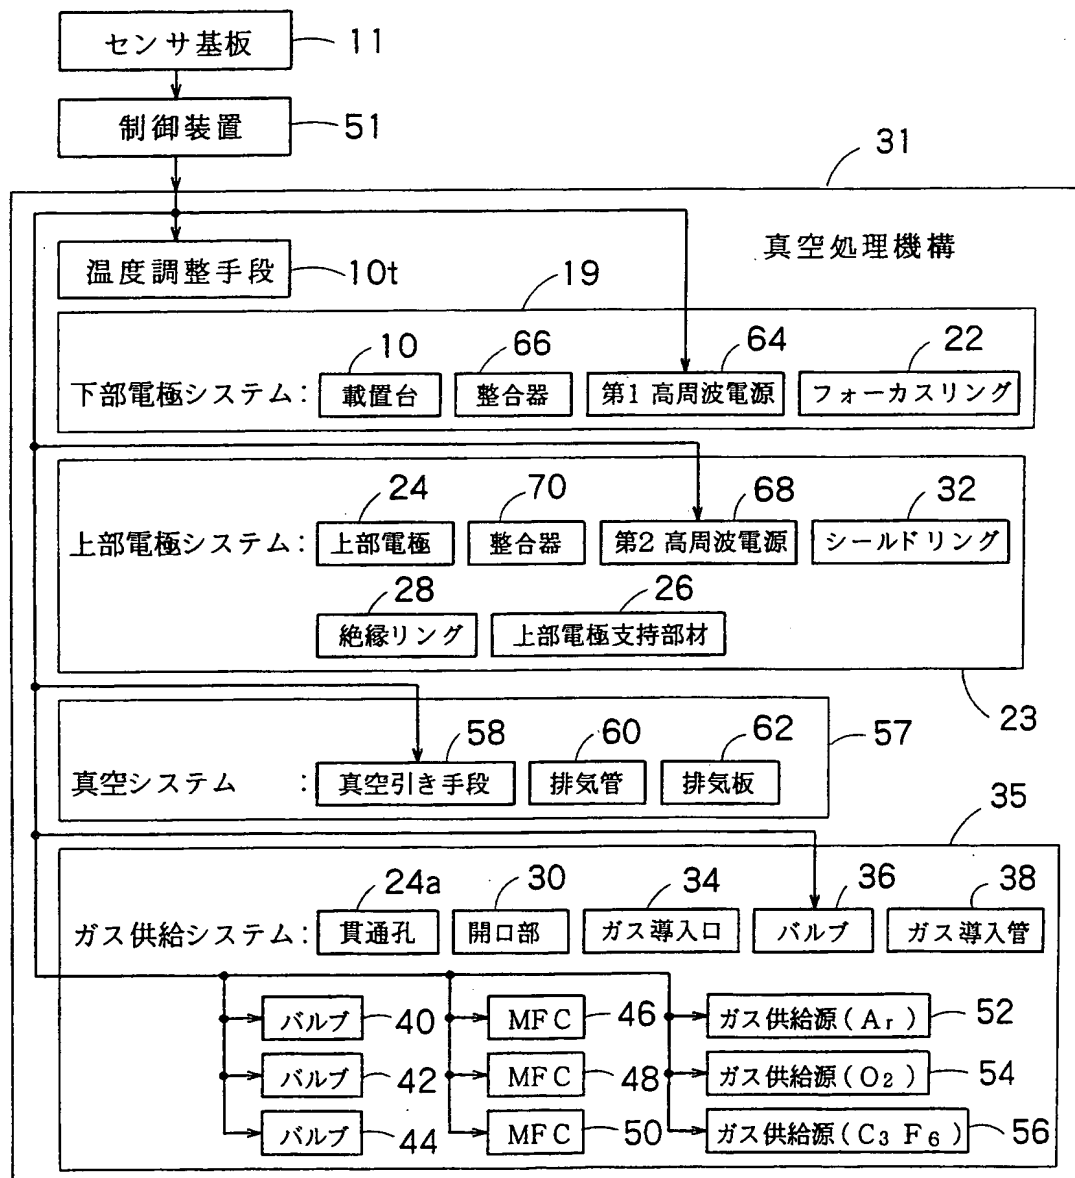 センサ基板 11
制御装置 51
31
真空処理機構
温度調整手段 10t
19
10 66 64 22
下部電極システム： 載置台 整合器 第1高周波電源 フォーカスリング
24 70 68 32
上部電極システム： 上部電極 整合器 第2高周波電源 シールドリング
28 26
絶縁リング 上部電極支持部材
23
58 60 62 57
真空システム ： 真空引き手段 排気管 排気板
35
24a 30 34 36 38
ガス供給システム： 貫通孔 開口部 ガス導入口 バルブ ガス導入管
バルブ 40 MFC 46 ガス供給源(Ar) 52
バルブ 42 MFC 48 ガス供給源(O2) 54
バルブ 44 MFC 50 ガス供給源(C3 F6) 56